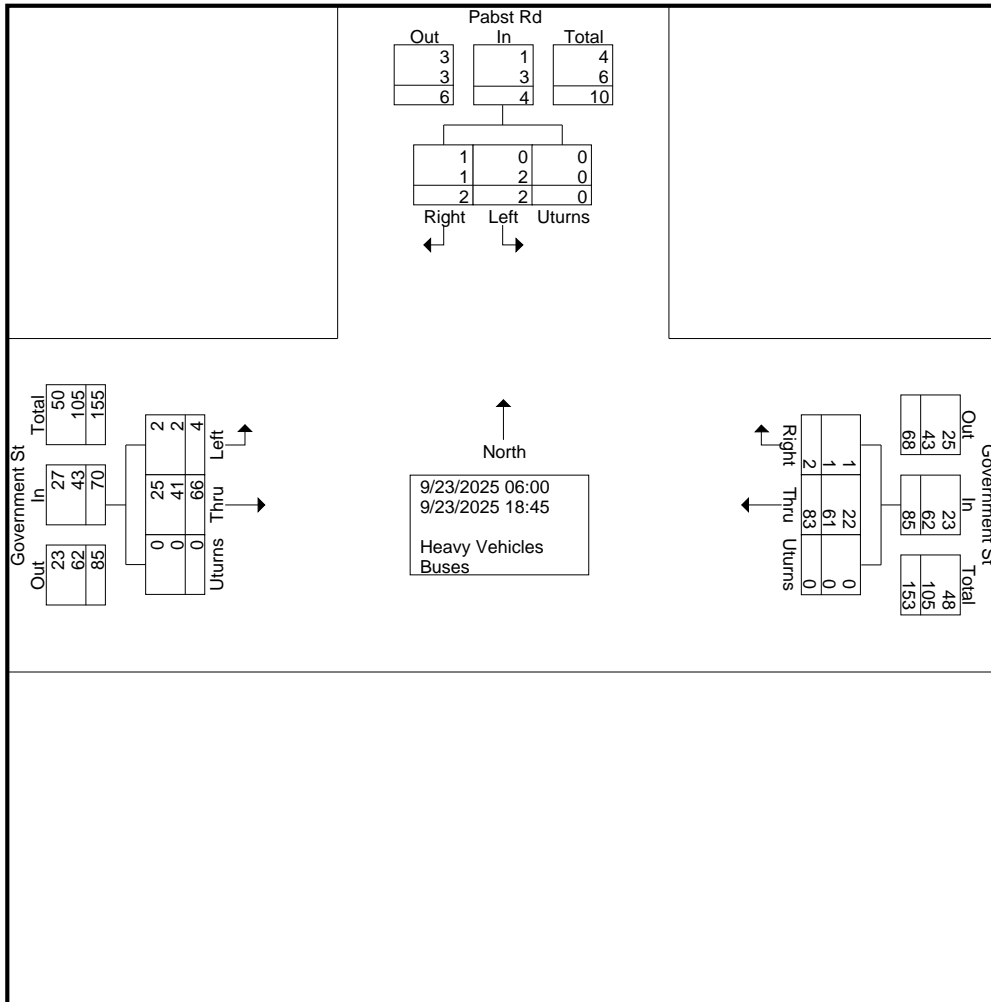 Pabst Rd
Out In Total
3 1 4
3 3 6
6 4 10
1 0 0
1 2 0
2 2 0
Right Left Uturns
Government St
Total In Out
50 27 23
105 43 62
155 70 85
Left Thru Uturns
2 25 0
2 41 0
4 66 0
North
9/23/2025 06:00
9/23/2025 18:45
Heavy Vehicles
Buses
Government St
Out In Total
25 23 48
43 62 105
68 85 153
1 22 0
1 61 0
2 83 0
Right Thru Uturns